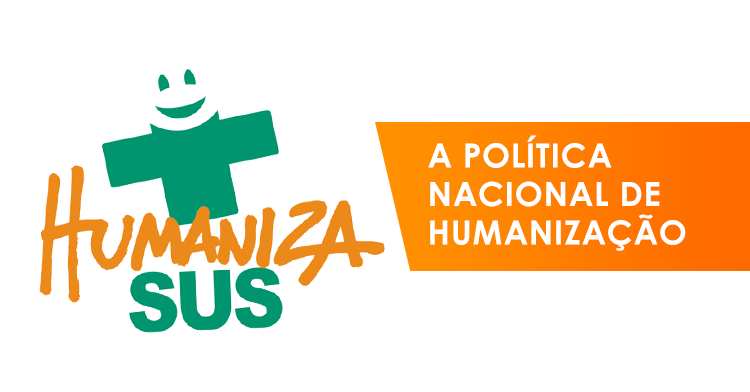 HUMANIZA
SUS
A POLÍTICA
NACIONAL DE
HUMANIZAÇÃO